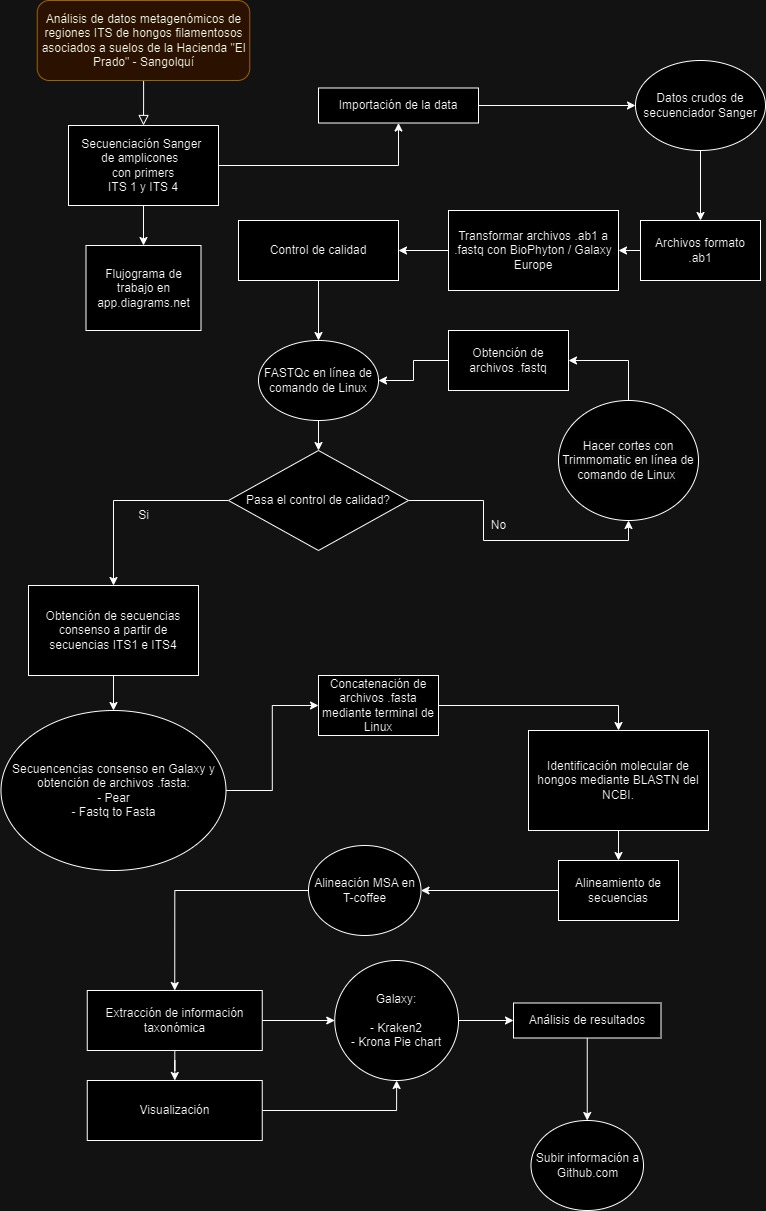 Análisis de datos metagenómicos de
regiones ITS de hongos filamentosos
asociados a suelos de la Hacienda "El
Prado" - Sangolquí
Importación de la data
Datos crudos de
secuenciador Sanger
Secuenciación Sanger
de amplicones
con primers
ITS 1 y ITS 4
Control de calidad
Transformar archivos .ab1 a
.fastq con BioPhyton / Galaxy
Europe
Archivos formato
.ab1
Flujograma de
trabajo en
app.diagrams.net
FASTQc en línea de
comando de Linux
Obtención de
archivos .fastq
Hacer cortes con
Trimmomatic en línea de
comando de Linux
Pasa el control de calidad?
Si
No
Obtención de secuencias
consenso a partir de
secuencias ITS1 e ITS4
Concatenación de
archivos .fasta
mediante terminal de
Linux
Secuencencias consenso en Galaxy y
obtención de archivos .fasta:
- Pear
- Fastq to Fasta
Identificación molecular de
hongos mediante BLASTN del
NCBI.
Alineación MSA en
T-coffee
Alineamiento de
secuencias
Extracción de información
taxonómica
Galaxy:
- Kraken2
- Krona Pie chart
Análisis de resultados
Visualización
Subir información a
Github.com